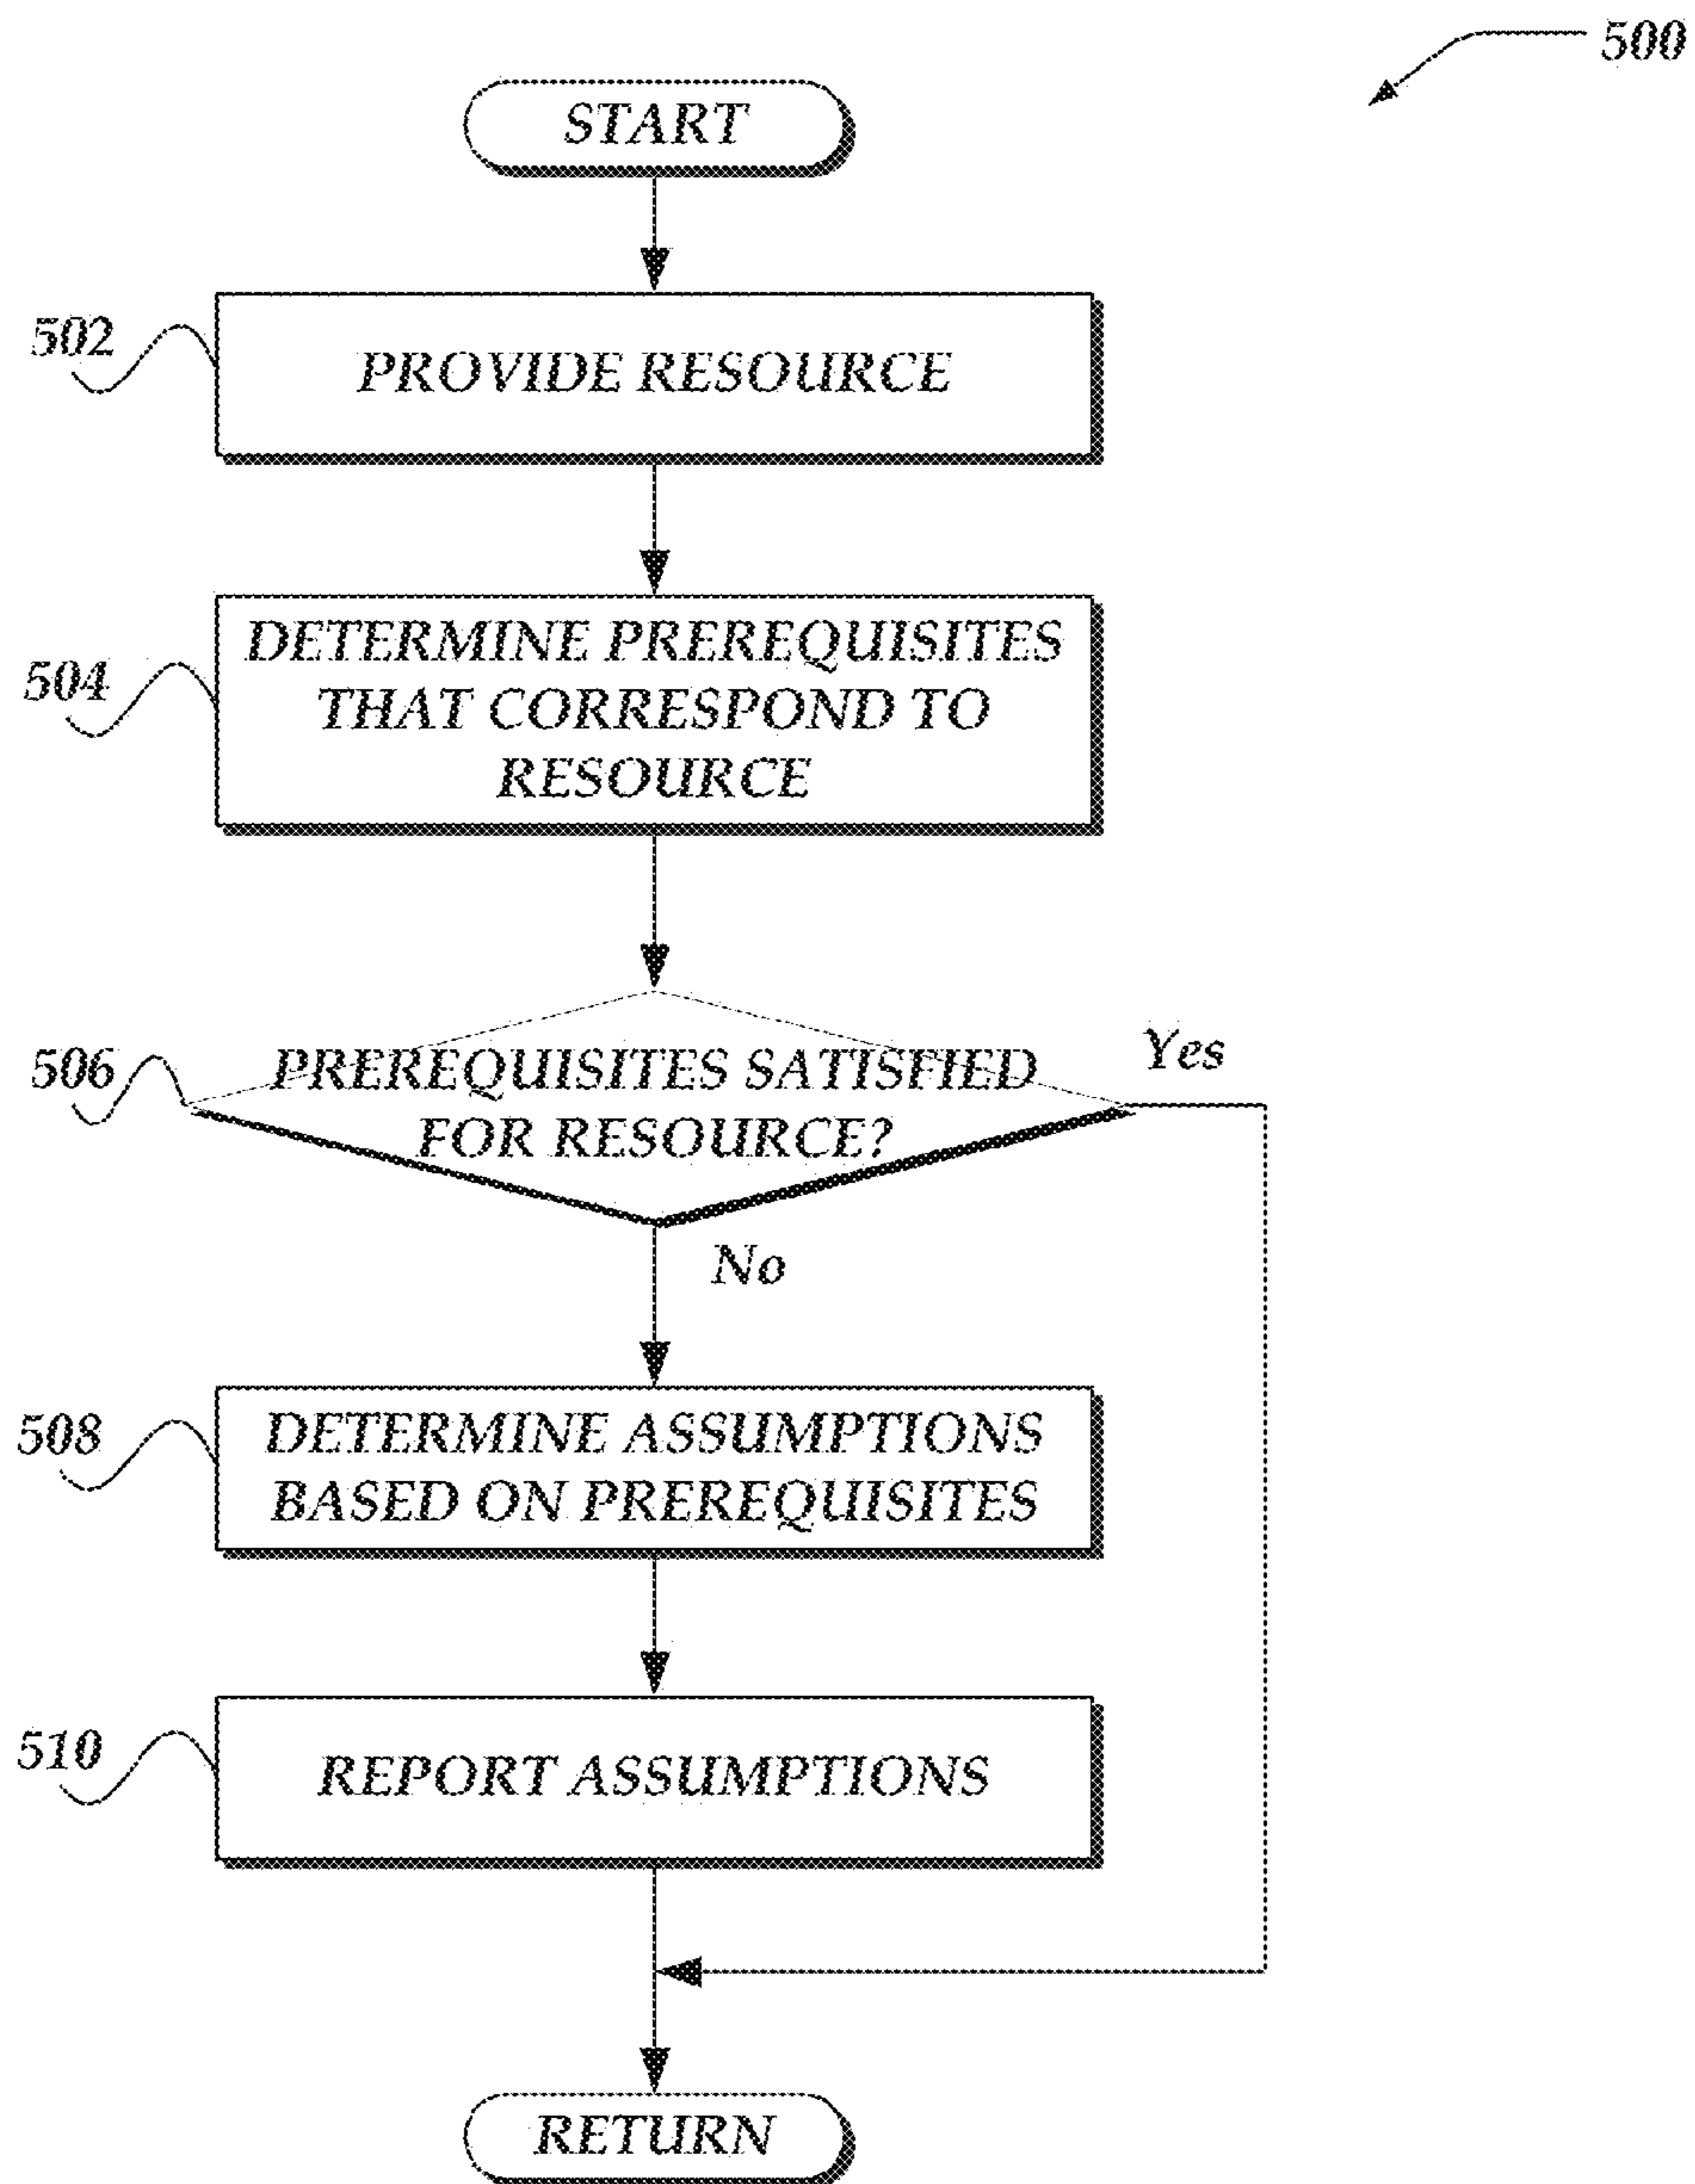 500
START
502
PROVIDE RESOURCE
504
DETERMINE PREREQUISITES
THAT CORRESPOND TO
RESOURCE
506
PREREQUISITES SATISFIED
FOR RESOURCE?
Yes
No
508
DETERMINE ASSUMPTIONS
BASED ON PREREQUISITES
510
REPORT ASSUMPTIONS
RETURN